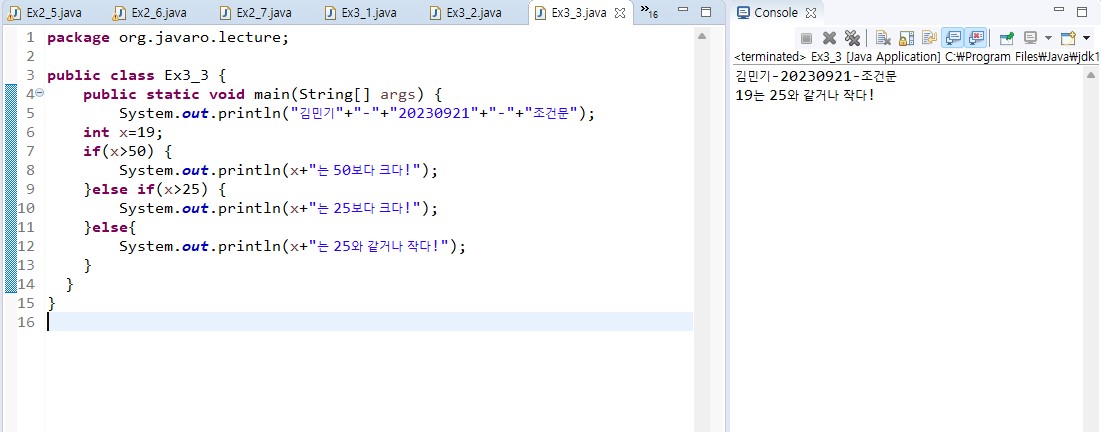 Ex2_5.java Ex2_6.java Ex2_7.java Ex3_1.java Ex3_2.java Ex3_3.java »16
1 package org.javaro.lecture;
2
3 public class Ex3_3 {
4 public static void main(String[] args) {
5 System.out.println("김민기"+"-"+"20230921"+"-"+"조건문");
6 int x=19;
7 if(x>50) {
8 System.out.println(x+"는 50보다 크다!");
9 }else if(x>25) {
10 System.out.println(x+"는 25보다 크다!");
11 }else{
12 System.out.println(x+"는 25와 같거나 작다!");
13 }
14 }
15 }
16
Console
<terminated> Ex3_3 [Java Application] C:₩Program Files₩Java₩jdk1
김민기-20230921-조건문
19는 25와 같거나 작다!